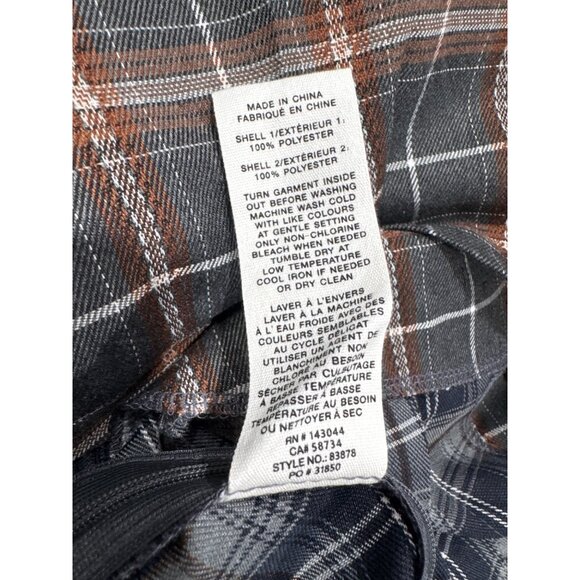 MADE IN CHINA
FABRIQUÉ EN CHINE
SHELL 1/EXTÉRIEUR 1:
100% POLYESTER
SHELL 2/EXTÉRIEUR 2:
100% POLYESTER
TURN GARMENT INSIDE
OUT BEFORE WASHING
MACHINE WASH COLD
WITH LIKE COLOURS
AT GENTLE SETTING
ONLY NON-CHLORINE
BLEACH WHEN NEEDED
TUMBLE DRY AT
LOW TEMPERATURE
COOL IRON IF NEEDED
OR DRY CLEAN
LAVER À L'ENVERS
LAVER À LA MACHINE
À L'EAU FROIDE AVEC DES
COULEURS SEMBLABLES
AU CYCLE DÉLICAT
UTILISER UN AGENT DE
BLANCHIMENT NON
CHLORÉ AU BESOIN
SÉCHER PAR CULBUTAGE
À BASSE TEMPÉRATURE
REPASSER À BASSE
TEMPÉRATURE AU BESOIN
OU NETTOYER À SEC
RN# 143044
CA# 58734
STYLE NO.: 83878
PO # 31850